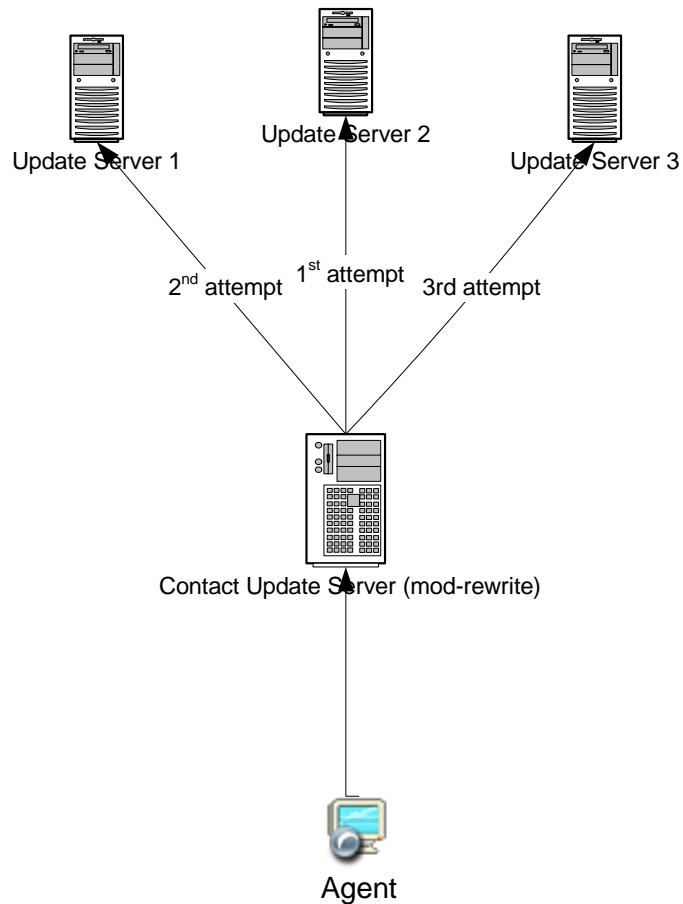 Update Server 2
Update Server 1
Update Server 3
1st attempt
2nd attempt
3rd attempt
Contact Update Server (mod-rewrite)
Agent